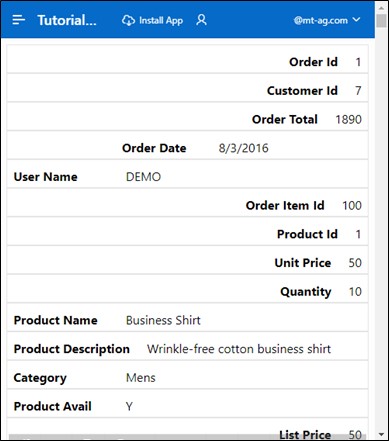 Tutorial... Install App @mt-ag.com
Order Id 1
Customer Id 7
Order Total 1890
Order Date 8/3/2016
User Name DEMO
Order Item Id 100
Product Id 1
Unit Price 50
Quantity 10
Product Name Business Shirt
Product Description Wrinkle-free cotton business shirt
Category Mens
Product Avail Y
List Price 50